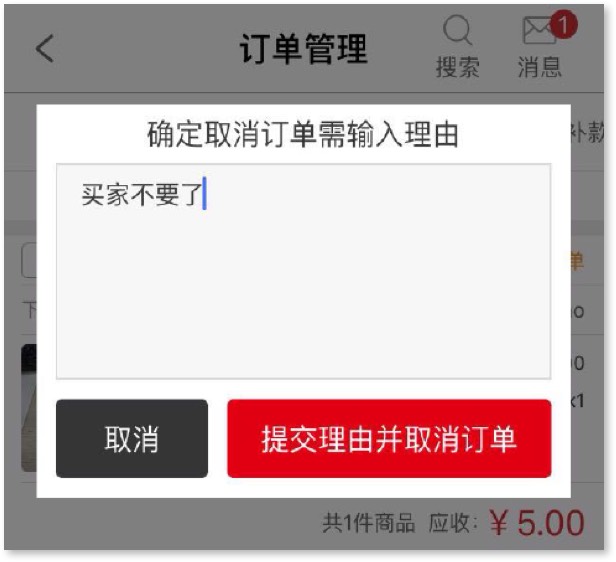 订单管理
搜索
消息
1
确定取消订单需输入理由
补款
买家不要了
单
下
no
00
x1
取消
提交理由并取消订单
共1件商品 应收：¥ 5.00